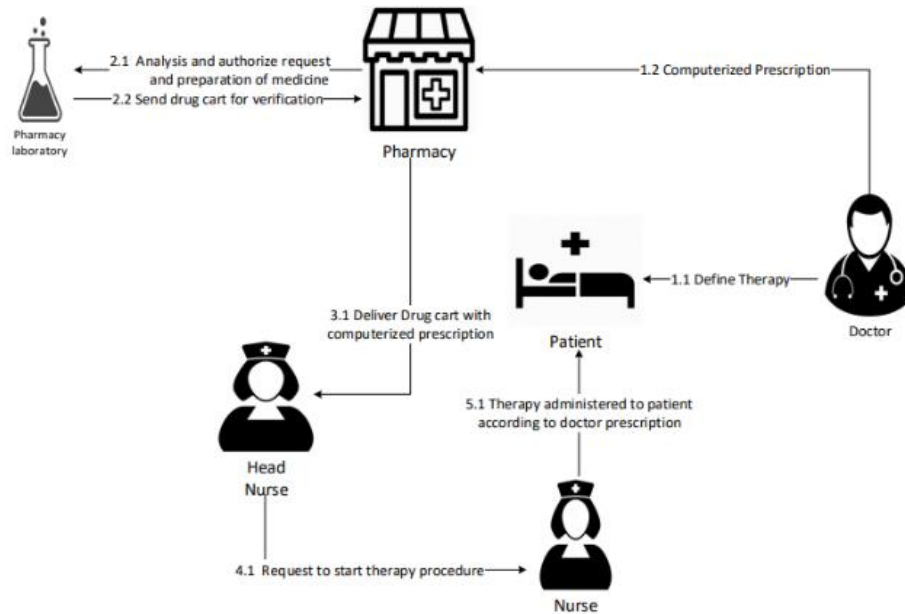 2.1 Analysis and authorize request
and preparation of medicine
1.2 Computerized Prescription
2.2 Send drug cart for verification
Pharmacy
laboratory
Pharmacy
1.1 Define Therapy
3.1 Deliver Drug cart with
computerized prescription
Patient
Doctor
5.1 Therapy administered to patient
according to doctor prescription
Head
Nurse
4.1 Request to start therapy procedure
Nurse